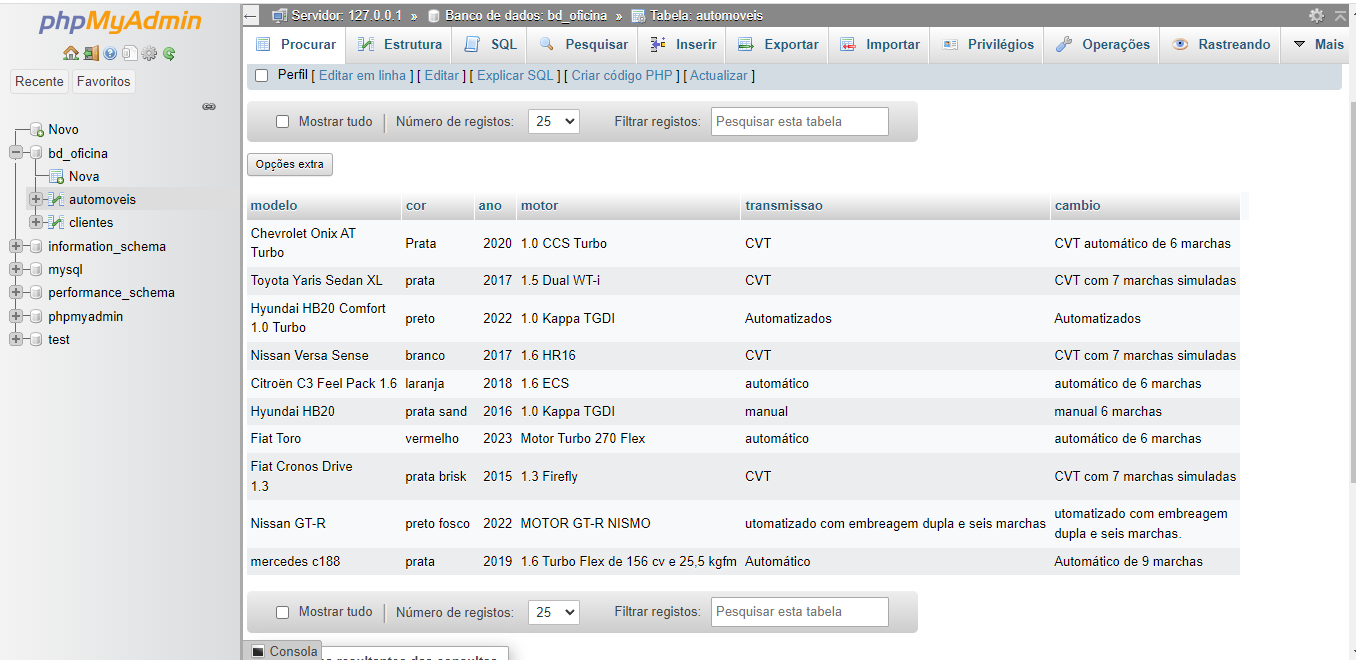 phpMyAdmin
Recente Favoritos
Novo
bd_oficina
Nova
automoveis
clientes
information_schema
mysql
performance_schema
phpmyadmin
test
Servidor: 127.0.0.1 » Banco de dados: bd_oficina » Tabela: automoveis
Procurar Estrutura SQL Pesquisar Inserir Exportar Importar Privilégios Operações Rastreando Mais
Perfil [ Editar em linha ] [ Editar ] [ Explicar SQL ] [ Criar código PHP ] [ Actualizar ]
Mostrar tudo Número de registos: 25 Filtrar registos: Pesquisar esta tabela
Opções extra
modelo cor ano motor transmissao cambio
Chevrolet Onix AT
Turbo
Prata 2020 1.0 CCS Turbo CVT CVT automático de 6 marchas
Toyota Yaris Sedan XL prata 2017 1.5 Dual WT-i CVT CVT com 7 marchas simuladas
Hyundai HB20 Comfort
1.0 Turbo
preto 2022 1.0 Kappa TGDI Automatizados Automatizados
Nissan Versa Sense branco 2017 1.6 HR16 CVT CVT com 7 marchas simuladas
Citroën C3 Feel Pack 1.6 laranja 2018 1.6 ECS automático automático de 6 marchas
Hyundai HB20 prata sand 2016 1.0 Kappa TGDI manual manual 6 marchas
Fiat Toro vermelho 2023 Motor Turbo 270 Flex automático automático de 6 marchas
Fiat Cronos Drive
1.3
prata brisk 2015 1.3 Firefly CVT CVT com 7 marchas simuladas
Nissan GT-R preto fosco 2022 MOTOR GT-R NISMO utomatizado com embreagem dupla e seis marchas
utomatizado com embreagem
dupla e seis marchas.
mercedes c188 prata 2019 1.6 Turbo Flex de 156 cv e 25,5 kgfm Automático Automático de 9 marchas
Mostrar tudo Número de registos: 25 Filtrar registos: Pesquisar esta tabela
Consola
resultantes das consultas